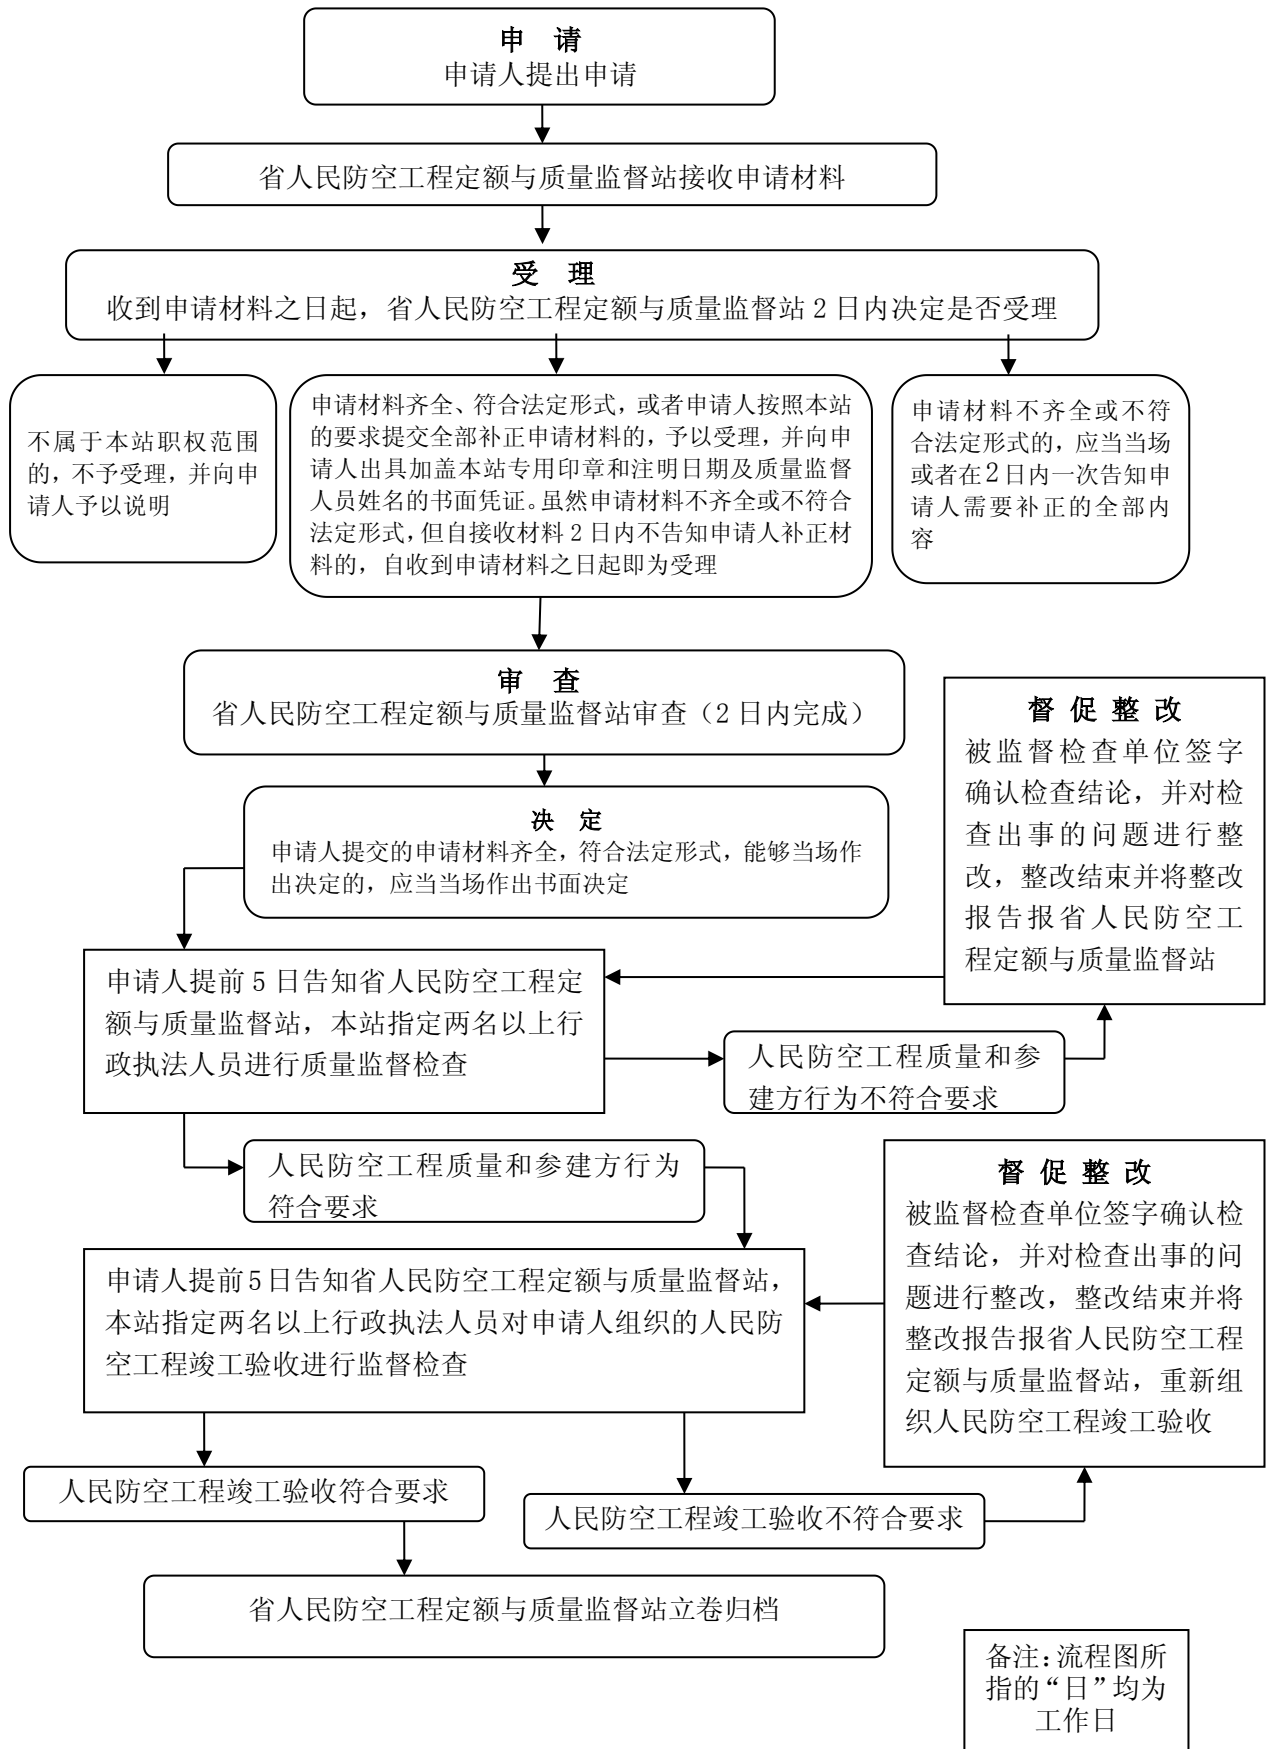 申 请
申请人提出申请
省人民防空工程定额与质量监督站接收申请材料
受 理
收到申请材料之日起，省人民防空工程定额与质量监督站 2 日内决定是否受理
不属于本站职权范围
的，不予受理，并向申
请人予以说明
申请材料齐全、符合法定形式，或者申请人按照本站
的要求提交全部补正申请材料的，予以受理，并向申
请人出具加盖本站专用印章和注明日期及质量监督
人员姓名的书面凭证。虽然申请材料不齐全或不符合
法定形式，但自接收材料 2 日内不告知申请人补正材
料的，自收到申请材料之日起即为受理
申请材料不齐全或不符
合法定形式的，应当当场
或者在2日内一次告知申
请人需要补正的全部内
容
审 查
省人民防空工程定额与质量监督站审查（2 日内完成）
决 定
申请人提交的申请材料齐全，符合法定形式，能够当场作
出决定的，应当当场作出书面决定
督 促 整 改
被监督检查单位签字
确认检查结论，并对检
查出事的问题进行整
改，整改结束并将整改
报告报省人民防空工
程定额与质量监督站
申请人提前 5 日告知省人民防空工程定
额与质量监督站，本站指定两名以上行
政执法人员进行质量监督检查
人民防空工程质量和参
建方行为不符合要求
人民防空工程质量和参建方行为
符合要求
督 促 整 改
被监督检查单位签字确认检
查结论，并对检查出事的问
题进行整改，整改结束并将
整改报告报省人民防空工程
定额与质量监督站，重新组
织人民防空工程竣工验收
申请人提前5日告知省人民防空工程定额与质量监督站，
本站指定两名以上行政执法人员对申请人组织的人民防
空工程竣工验收进行监督检查
人民防空工程竣工验收符合要求
人民防空工程竣工验收不符合要求
省人民防空工程定额与质量监督站立卷归档
备注：流程图所
指的“日”均为
工作日